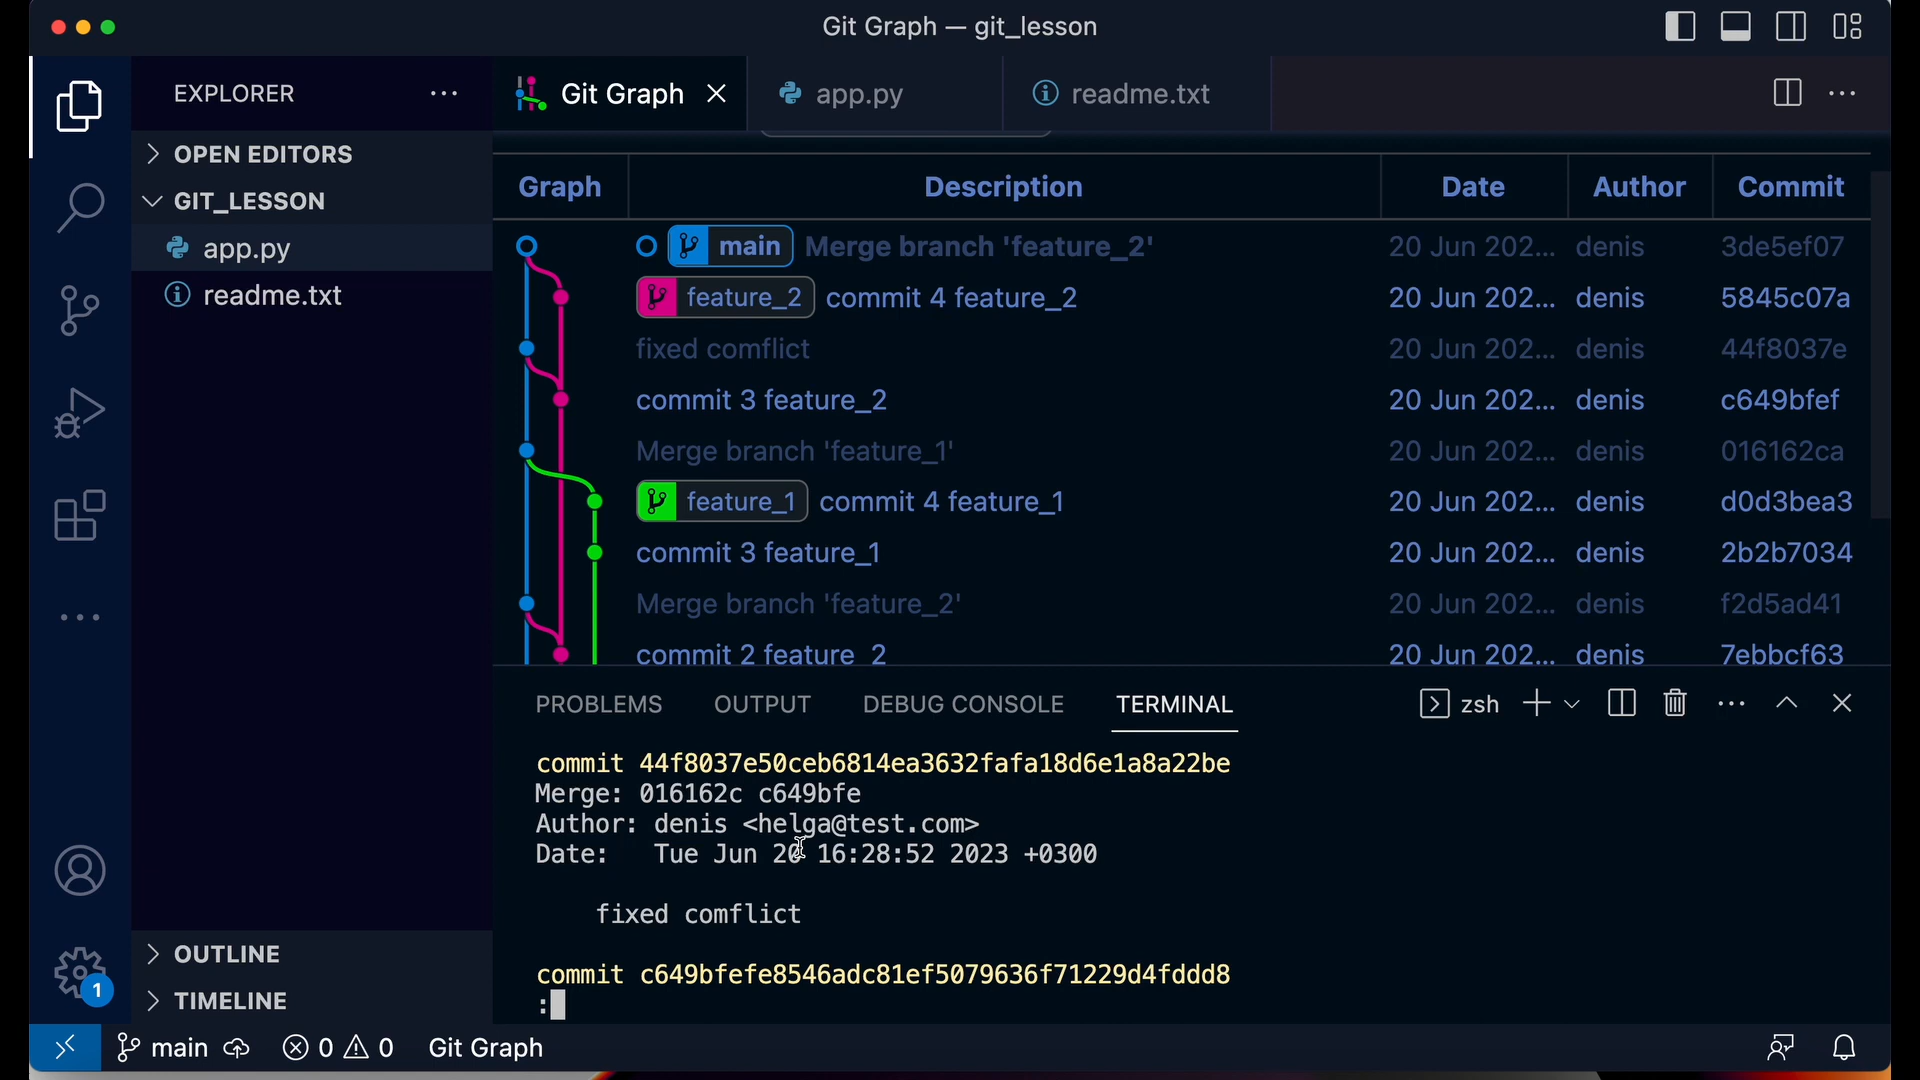 Git Graph — git_lesson
EXPLORER
Git Graph
app.py
readme.txt
OPEN EDITORS
GIT_LESSON
app.py
readme.txt
Graph
Description
Date
Author
Commit
main Merge branch 'feature_2' 20 Jun 202... denis 3de5ef07
feature_2 commit 4 feature_2 20 Jun 202... denis 5845c07a
fixed comflict 20 Jun 202... denis 44f8037e
commit 3 feature_2 20 Jun 202... denis c649bfef
Merge branch 'feature_1' 20 Jun 202... denis 016162ca
feature_1 commit 4 feature_1 20 Jun 202... denis d0d3bea3
commit 3 feature_1 20 Jun 202... denis 2b2b7034
Merge branch 'feature_2' 20 Jun 202... denis f2d5ad41
commit 2 feature_2 20 Jun 202... denis 7ebbcf63
PROBLEMS
OUTPUT
DEBUG CONSOLE
TERMINAL
zsh
commit 44f8037e50ceb6814ea3632fafa18d6e1a8a22be
Merge: 016162c c649bfe
Author: denis <helga@test.com>
Date: Tue Jun 20 16:28:52 2023 +0300
fixed comflict
commit c649bfefe8546adc81ef5079636f71229d4fddd8
:
OUTLINE
TIMELINE
1
main
0
0
Git Graph